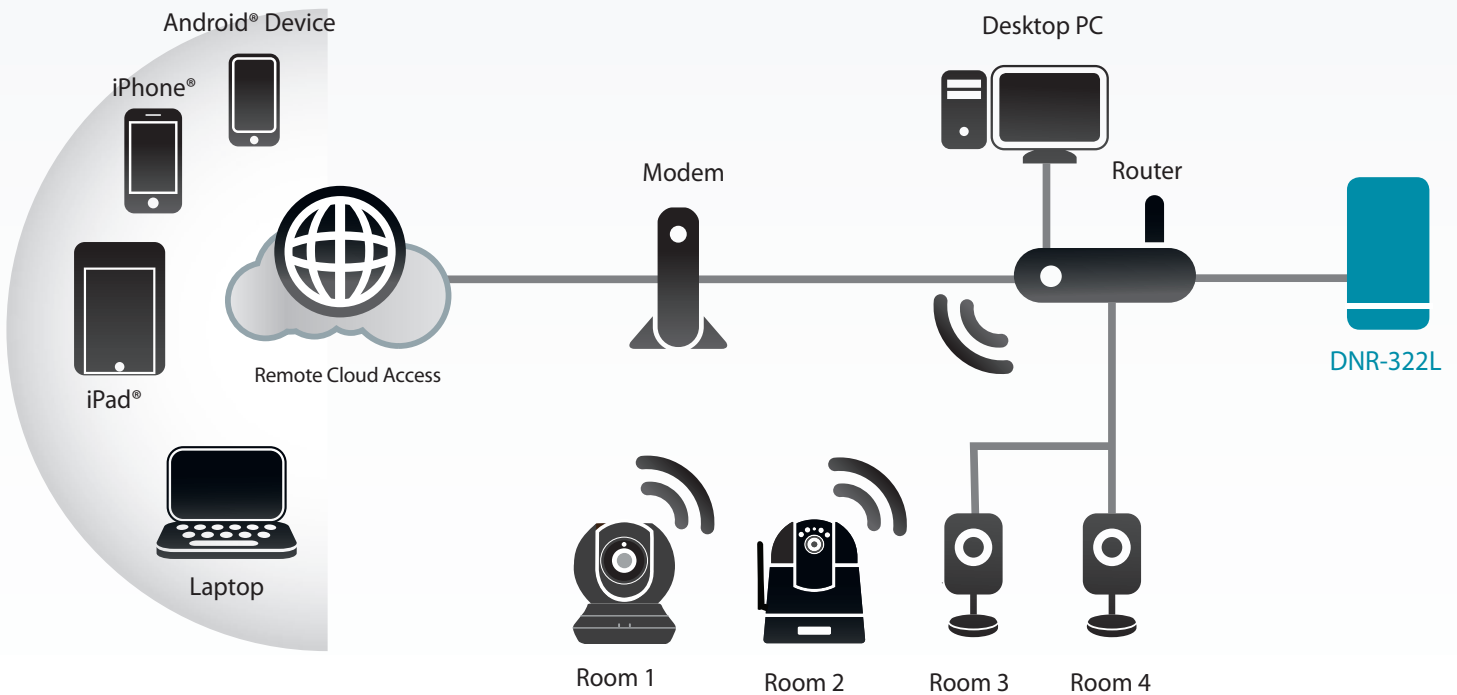 Android® Device
iPhone®
iPad®
Laptop
Remote Cloud Access
Modem
Desktop PC
Router
DNR-322L
Room 1
Room 2
Room 3
Room 4